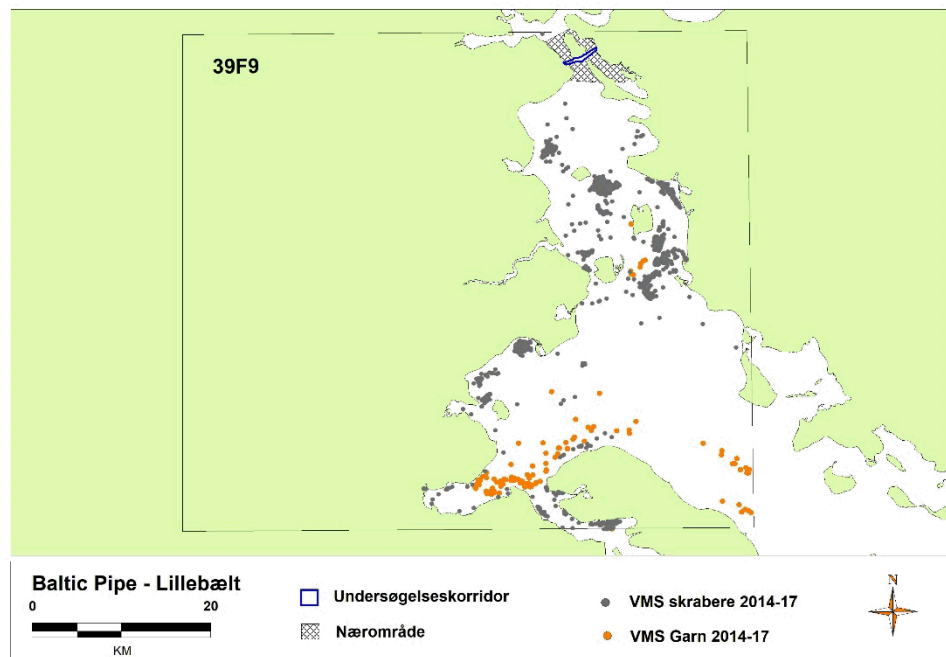 39F9
Baltic Pipe - Lillebælt
0 20
KM
Undersøgelseskorridor
Nærområde
VMS skrabere 2014-17
VMS Garn 2014-17
N